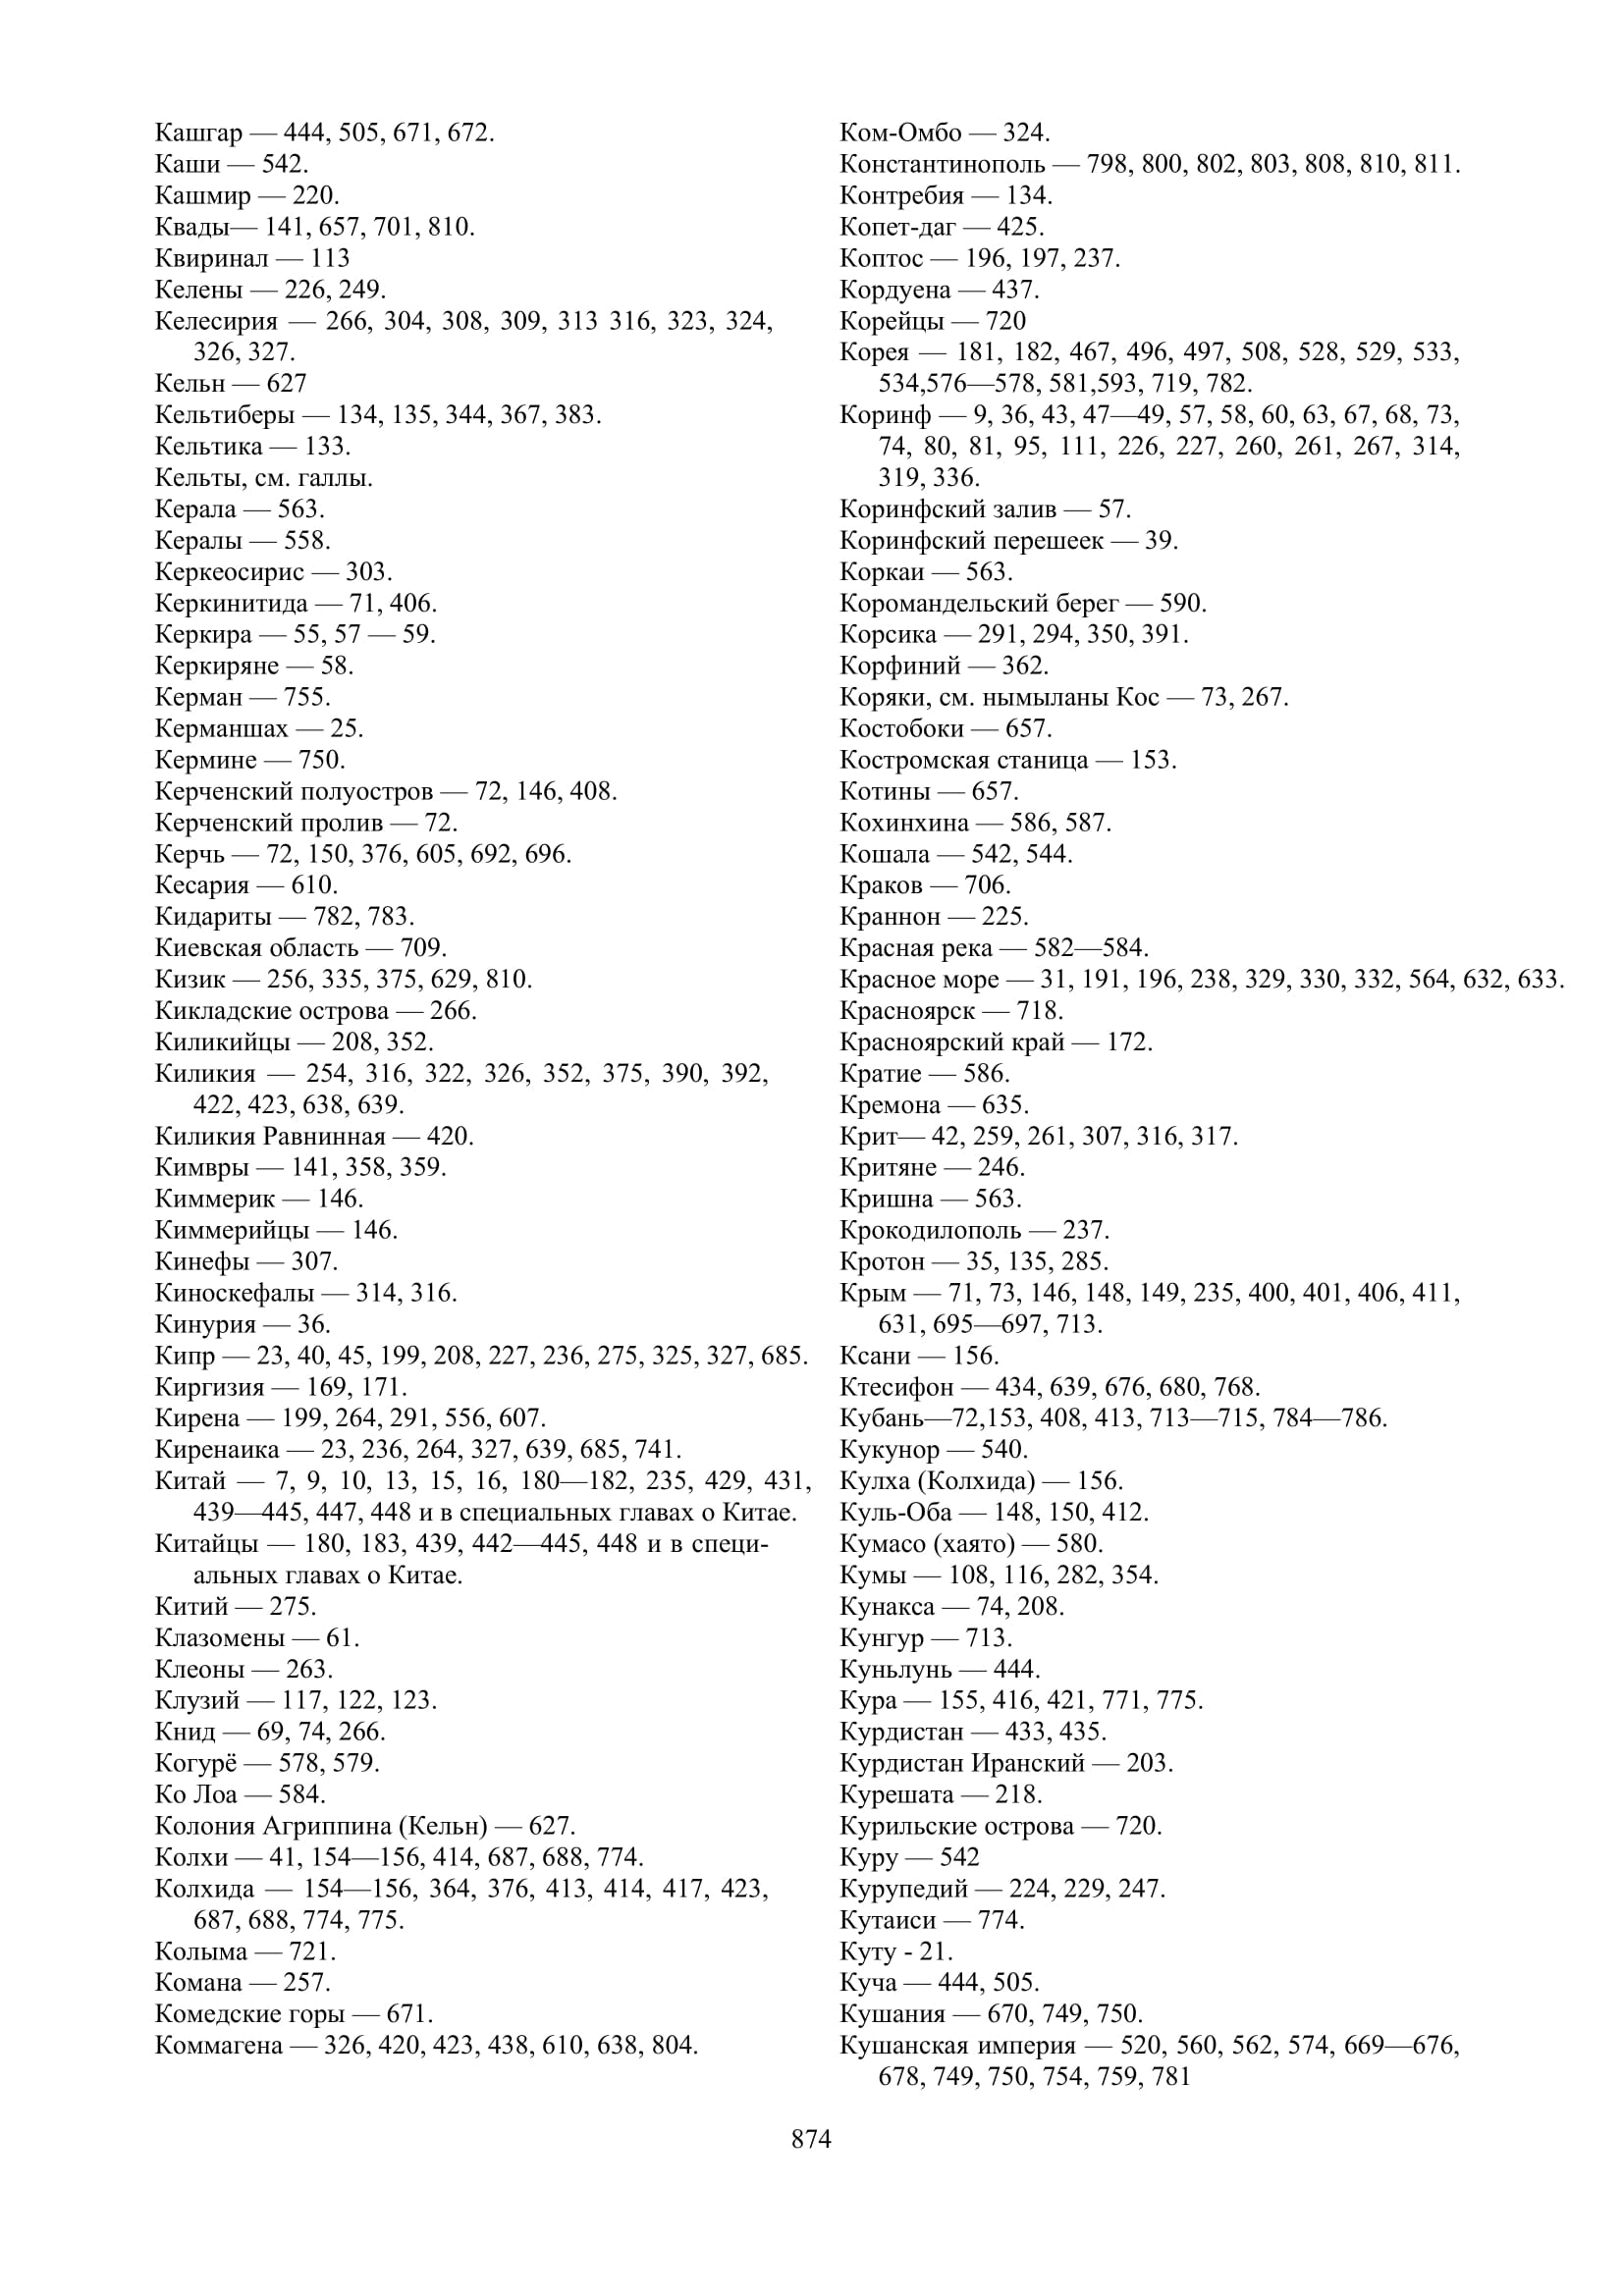 Кашгар — 444, 505, 671, 672.
Каши — 542.
Кашмир — 220.
Квады— 141, 657, 701, 810.
Квиринал — 113
Келены — 226, 249.
Келесирия — 266, 304, 308, 309, 313 316, 323, 324,
326, 327.
Кельн — 627
Кельтиберы — 134, 135, 344, 367, 383.
Кельтика — 133.
Кельты, см. галлы.
Керала — 563.
Кералы — 558.
Керкеосирис — 303.
Керкинитида — 71, 406.
Керкира — 55, 57 — 59.
Керкиряне — 58.
Керман — 755.
Керманшах — 25.
Кермине — 750.
Керченский полуостров — 72, 146, 408.
Керченский пролив — 72.
Керчь — 72, 150, 376, 605, 692, 696.
Кесария — 610.
Кидариты — 782, 783.
Киевская область — 709.
Кизик — 256, 335, 375, 629, 810.
Кикладские острова — 266.
Киликийцы — 208, 352.
Киликия — 254, 316, 322, 326, 352, 375, 390, 392,
422, 423, 638, 639.
Киликия Равнинная — 420.
Кимвры — 141, 358, 359.
Киммерик — 146.
Киммерийцы — 146.
Кинефы — 307.
Киноскефалы — 314, 316.
Кинурия — 36.
Кипр — 23, 40, 45, 199, 208, 227, 236, 275, 325, 327, 685.
Киргизия — 169, 171.
Кирена — 199, 264, 291, 556, 607.
Киренаика — 23, 236, 264, 327, 639, 685, 741.
Китай — 7, 9, 10, 13, 15, 16, 180—182, 235, 429, 431,
439—445, 447, 448 и в специальных главах о Китае.
Китайцы — 180, 183, 439, 442—445, 448 и в специ-
альных главах о Китае.
Китий — 275.
Клазомены — 61.
Клеоны — 263.
Клузий — 117, 122, 123.
Книд — 69, 74, 266.
Когурё — 578, 579.
Ко Лоа — 584.
Колония Агриппина (Кельн) — 627.
Колхи — 41, 154—156, 414, 687, 688, 774.
Колхида — 154—156, 364, 376, 413, 414, 417, 423,
687, 688, 774, 775.
Колыма — 721.
Комана — 257.
Комедские горы — 671.
Коммагена — 326, 420, 423, 438, 610, 638, 804.
Ком-Омбо — 324.
Константинополь — 798, 800, 802, 803, 808, 810, 811.
Контребия — 134.
Копет-даг — 425.
Коптос — 196, 197, 237.
Кордуена — 437.
Корейцы — 720
Корея — 181, 182, 467, 496, 497, 508, 528, 529, 533,
534,576—578, 581,593, 719, 782.
Коринф — 9, 36, 43, 47—49, 57, 58, 60, 63, 67, 68, 73,
74, 80, 81, 95, 111, 226, 227, 260, 261, 267, 314,
319, 336.
Коринфский залив — 57.
Коринфский перешеек — 39.
Коркаи — 563.
Коромандельский берег — 590.
Корсика — 291, 294, 350, 391.
Корфиний — 362.
Коряки, см. нымыланы Кос — 73, 267.
Костобоки — 657.
Костромская станица — 153.
Котины — 657.
Кохинхина — 586, 587.
Кошала — 542, 544.
Краков — 706.
Краннон — 225.
Красная река — 582—584.
Красное море — 31, 191, 196, 238, 329, 330, 332, 564, 632, 633.
Красноярск — 718.
Красноярский край — 172.
Кратие — 586.
Кремона — 635.
Крит— 42, 259, 261, 307, 316, 317.
Критяне — 246.
Кришна — 563.
Крокодилополь — 237.
Кротон — 35, 135, 285.
Крым — 71, 73, 146, 148, 149, 235, 400, 401, 406, 411,
631, 695—697, 713.
Ксани — 156.
Ктесифон — 434, 639, 676, 680, 768.
Кубань—72,153, 408, 413, 713—715, 784—786.
Кукунор — 540.
Кулха (Колхида) — 156.
Куль-Оба — 148, 150, 412.
Кумасо (хаято) — 580.
Кумы — 108, 116, 282, 354.
Кунакса — 74, 208.
Кунгур — 713.
Куньлунь — 444.
Кура — 155, 416, 421, 771, 775.
Курдистан — 433, 435.
Курдистан Иранский — 203.
Курешата — 218.
Курильские острова — 720.
Куру — 542
Курупедий — 224, 229, 247.
Кутаиси — 774.
Куту - 21.
Куча — 444, 505.
Кушания — 670, 749, 750.
Кушанская империя — 520, 560, 562, 574, 669—676,
678, 749, 750, 754, 759, 781
874